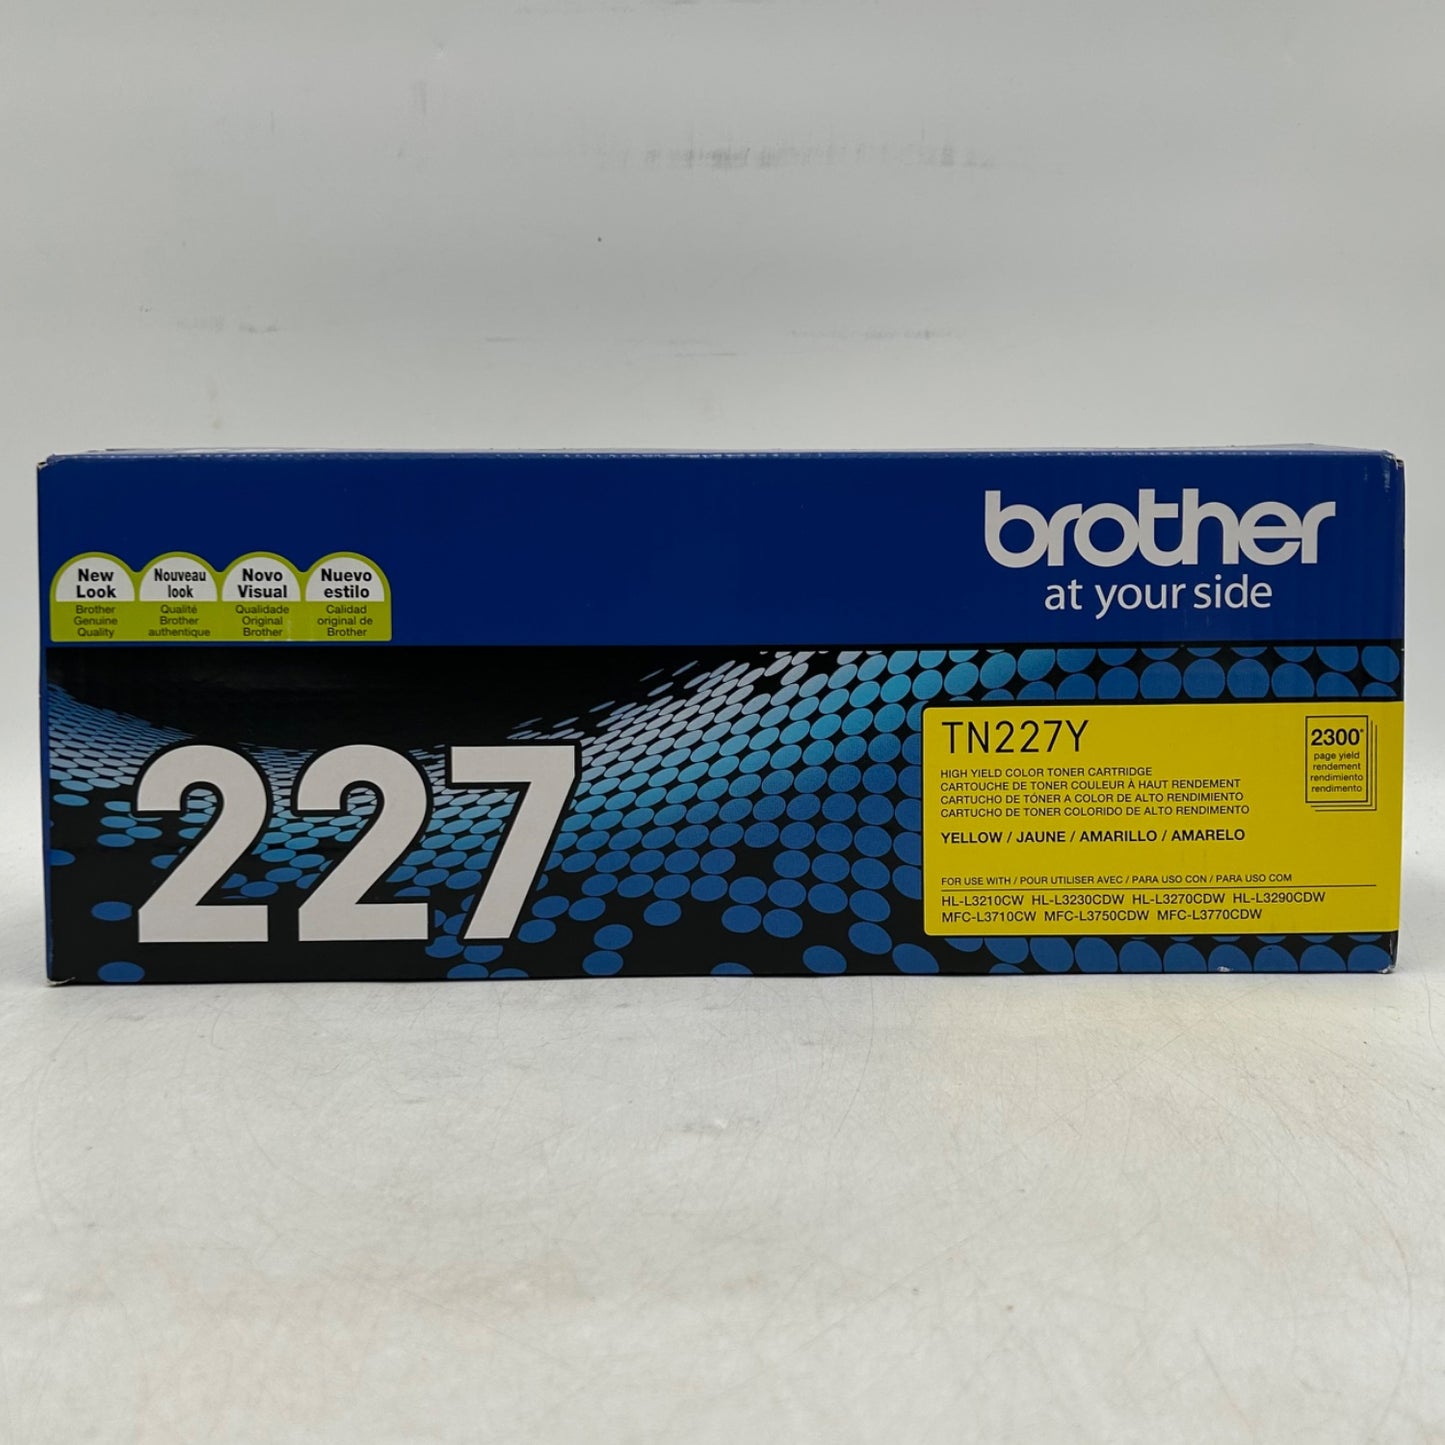 brother
at your side
New
Look
Brother
Genuine
Quality
Nouveau
look
Qualité
Brother
authentique
Novo
Visual
Qualidade
Original
Brother
Nuevo
estilo
Calidad
original de
Brother
227
TN227Y
HIGH YIELD COLOR TONER CARTRIDGE
CARTOUCHE DE TONER COULEUR À HAUT RENDEMENT
CARTUCHO DE TÓNER A COLOR DE ALTO RENDIMIENTO
CARTUCHO DE TONER COLORIDO DE ALTO RENDIMENTO
YELLOW / JAUNE / AMARILLO / AMARELO
2300*
page yield
rendement
rendimiento
rendimento
FOR USE WITH / POUR UTILISER AVEC / PARA USO CON / PARA USO COM
HL-L3210CW HL-L3230CDW HL-L3270CDW HL-L3290CDW
MFC-L3710CW MFC-L3750CDW MFC-L3770CDW